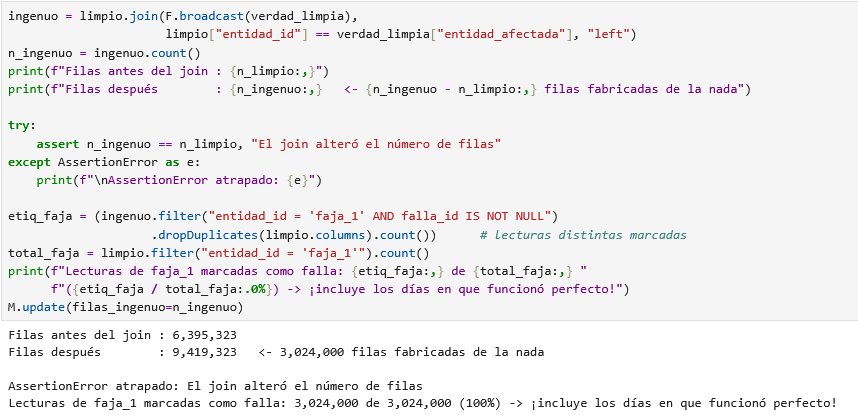 ingenuo = limpio.join(F.broadcast(verdad_limpia),
                      limpio["entidad_id"] == verdad_limpia["entidad_afectada"], "left")
n_ingenuo = ingenuo.count()
print(f"Filas antes del join : {n_limpio:,}")
print(f"Filas después        : {n_ingenuo:,}   <- {n_ingenuo - n_limpio:,} filas fabricadas de la nada")

try:
    assert n_ingenuo == n_limpio, "El join alteró el número de filas"
except AssertionError as e:
    print(f"\nAssertionError atrapado: {e}")

etiq_faja = (ingenuo.filter("entidad_id = 'faja_1' AND falla_id IS NOT NULL")
                    .dropDuplicates(limpio.columns).count())      # lecturas distintas marcadas
total_faja = limpio.filter("entidad_id = 'faja_1'").count()
print(f"Lecturas de faja_1 marcadas como falla: {etiq_faja:,} de {total_faja:,} "
      f"({etiq_faja / total_faja:.0%}) -> ¡incluye los días en que funcionó perfecto!")
M.update(filas_ingenuo=n_ingenuo)
Filas antes del join : 6,395,323
Filas después        : 9,419,323   <- 3,024,000 filas fabricadas de la nada

AssertionError atrapado: El join alteró el número de filas
Lecturas de faja_1 marcadas como falla: 3,024,000 de 3,024,000 (100%) -> ¡incluye los días en que funcionó perfecto!